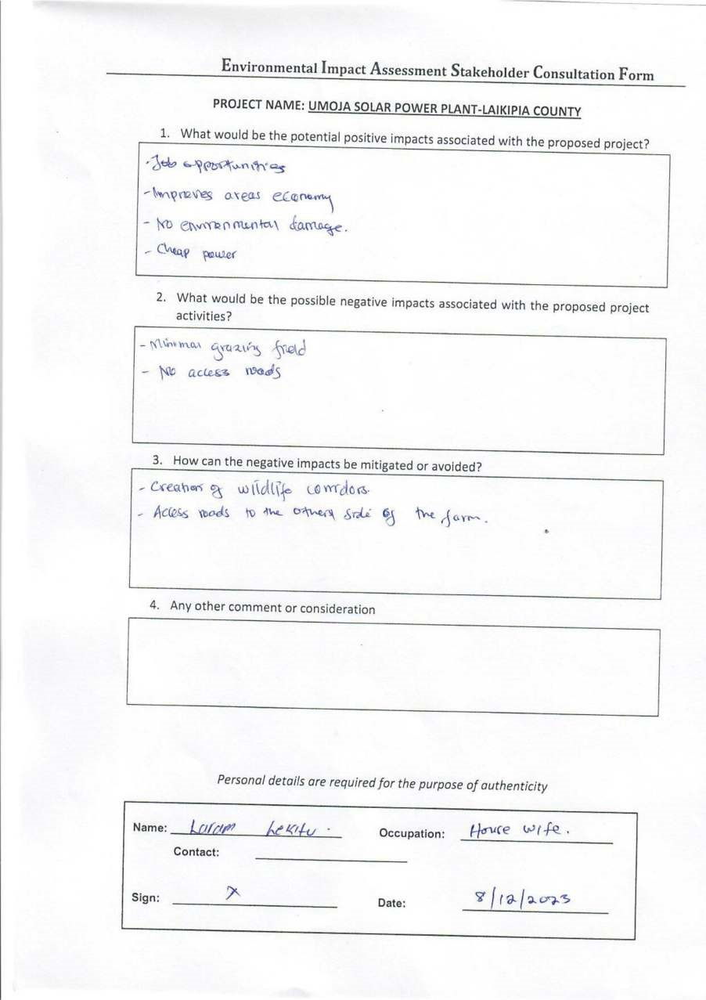 Environmental Impact Assessment Stakeholder Consultation Form
PROJECT NAME: UMOJA SOLAR POWER PLANT-LAIKIPIA COUNTY
1. What would be the potential positive impacts associated with the proposed project?
- Job opportunities
- Improves areas economy
- No environmental damage.
- Cheap power
2. What would be the possible negative impacts associated with the proposed project
activities?
- Minimal grazing field
- No access roads
3. How can the negative impacts be mitigated or avoided?
- Creation of wildlife corridors.
- Access roads to the side of the farm.
4. Any other comment or consideration
Personal details are required for the purpose of authenticity
Name: Lekitu. Occupation: House wife.
Contact:
Sign: X Date: 8/12/2023